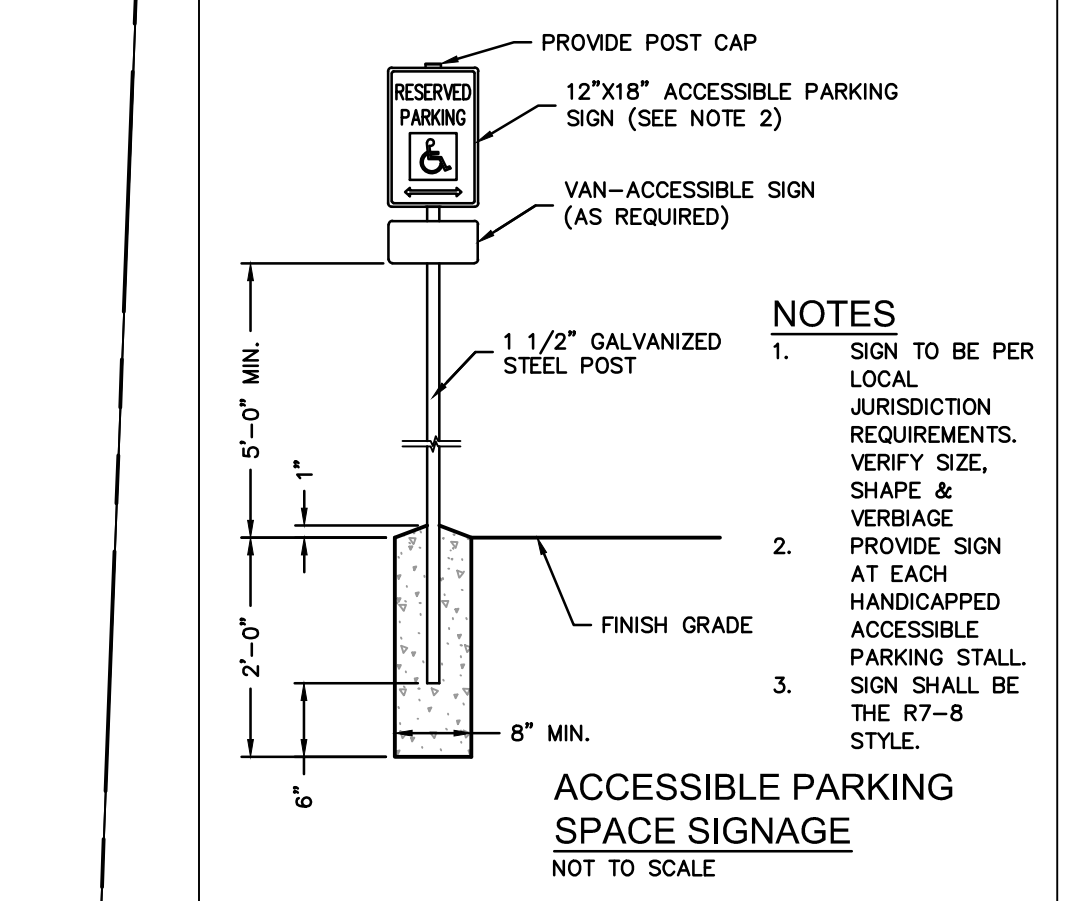 PROVIDE POST CAP
RESERVED
PARKING
12"X18" ACCESSIBLE PARKING
SIGN (SEE NOTE 2)
VAN-ACCESSIBLE SIGN
(AS REQUIRED)
5'-0" MIN.
1 1/2" GALVANIZED
STEEL POST
1"
2'-0"
FINISH GRADE
8" MIN.
6"
NOTES
1. SIGN TO BE PER
LOCAL
JURISDICTION
REQUIREMENTS.
VERIFY SIZE,
SHAPE &
VERBIAGE
2. PROVIDE SIGN
AT EACH
HANDICAPPED
ACCESSIBLE
PARKING STALL.
3. SIGN SHALL BE
THE R7-8
STYLE.
ACCESSIBLE PARKING
SPACE SIGNAGE
NOT TO SCALE